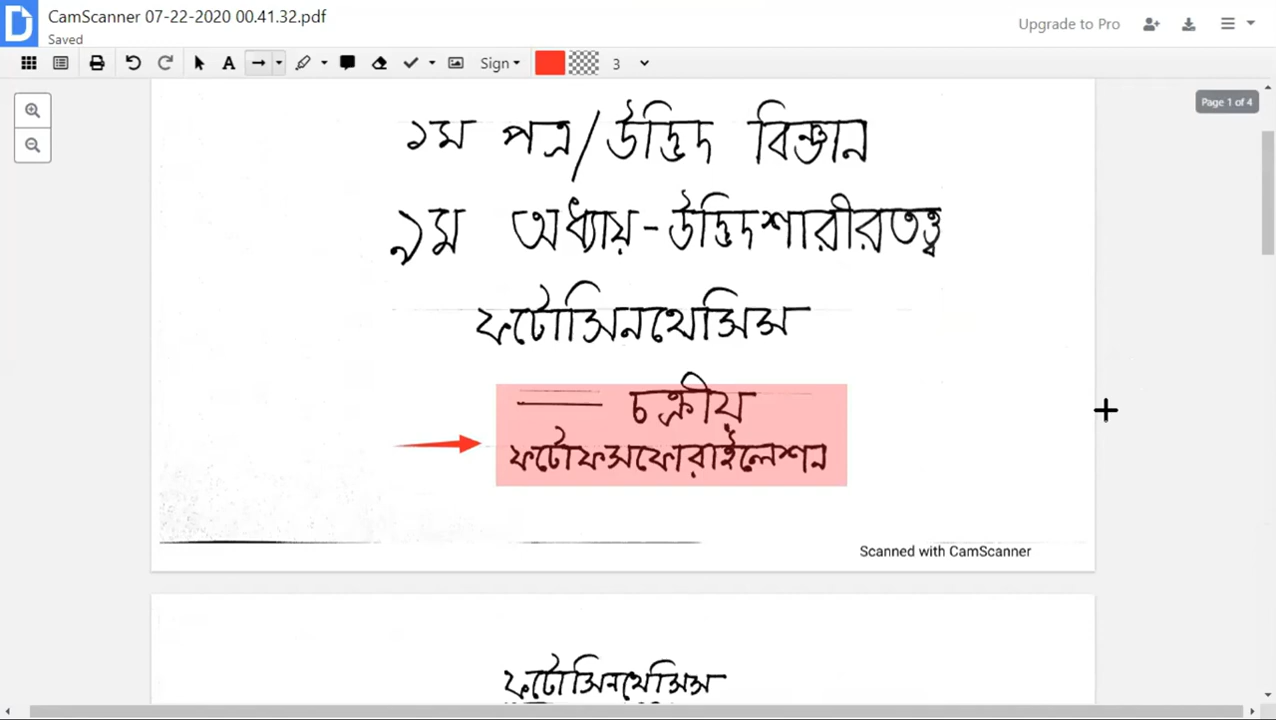 CamScanner 07-22-2020 00.41.32.pdf
Saved
Upgrade to Pro
Sign
3
Page 1 of 4
১ম পত্র/উদ্ভিদ বিজ্ঞান
৯ম অধ্যায়-উদ্ভিদশারীরতত্ত্ব
ফটোসিনথেসিস
চক্রীয়
ফটোফসফোরাইলেশন
Scanned with CamScanner
ফটোসিনথেসিস